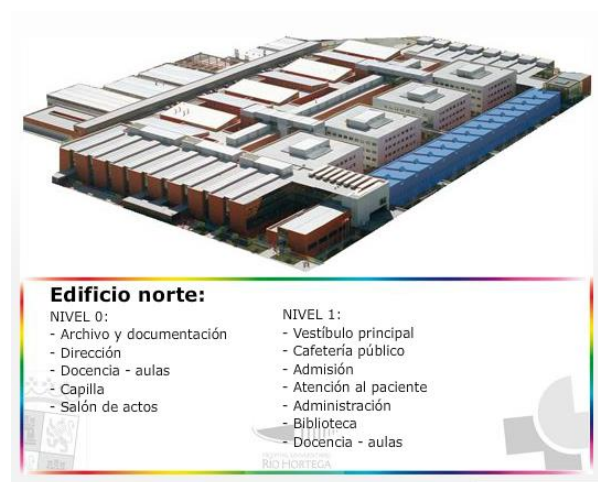 Edificio norte:
NIVEL 0:
- Archivo y documentación
- Dirección
- Docencia - aulas
- Capilla
- Salón de actos
NIVEL 1:
- Vestíbulo principal
- Cafetería público
- Admisión
- Atención al paciente
- Administración
- Biblioteca
- Docencia - aulas
RÍO HORTEGA